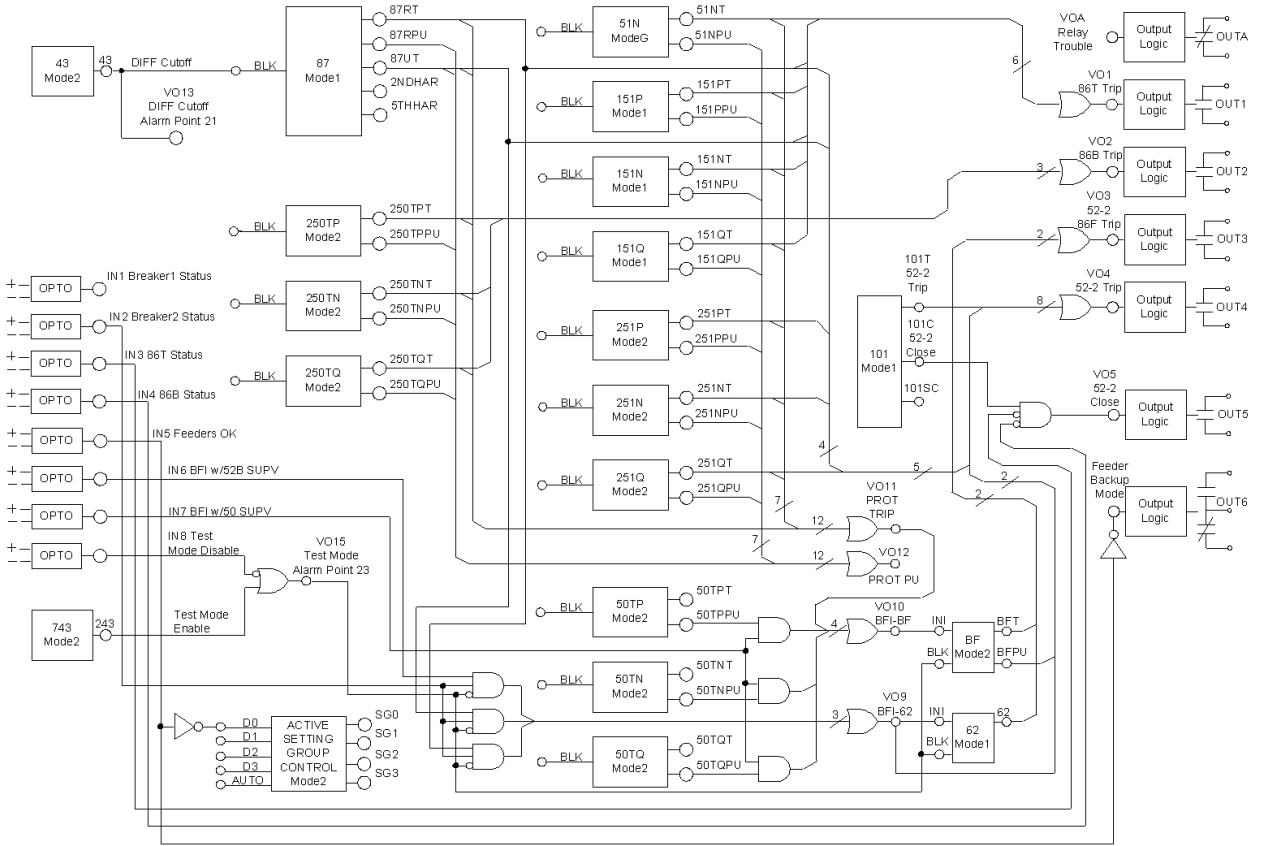 43
Mode2
43
DIFF Cutoff
VO13
DIFF Cutoff
Alarm Point 21
BLK
87
Mode1
87RT
87RPU
87UT
2NDHAR
5THHAR
BLK
250TP
Mode2
250TPT
250TPPU
BLK
250TN
Mode2
250TNT
250TNPU
BLK
250TQ
Mode2
250TQT
250TQPU
+
OPTO
IN1 Breaker1 Status
+
OPTO
IN2 Breaker2 Status
+
OPTO
IN3 86T Status
+
OPTO
IN4 86B Status
+
OPTO
IN5 Feeders OK
+
OPTO
IN6 BFI w/52B SUPV
+
OPTO
IN7 BFI w/50 SUPV
+
OPTO
IN8 Test
Mode Disable
VO15
Test Mode
Alarm Point 23
743
Mode2
243
Test Mode
Enable
D0
D1
D2
D3
AUTO
ACTIVE
SETTING
GROUP
CONTROL
Mode2
SG0
SG1
SG2
SG3
BLK
51N
ModeG
51NT
51NPU
BLK
151P
Mode1
151PT
151PPU
BLK
151N
Mode1
151NT
151NPU
BLK
151Q
Mode1
151QT
151QPU
BLK
251P
Mode2
251PT
251PPU
BLK
251N
Mode2
251NT
251NPU
BLK
251Q
Mode2
251QT
251QPU
4
5
7
7
12
12
VO11
PROT
TRIP
VO12
PROT PU
BLK
50TP
Mode2
50TPT
50TPPU
BLK
50TN
Mode2
50TNT
50TNPU
BLK
50TQ
Mode2
50TQT
50TQPU
4
VO10
BFI-BF
INI
BLK
BF
Mode2
BFT
BFPU
3
VO9
BFI-62
INI
BLK
62
Mode1
62
2
2
101
Mode1
101T
52-2
Trip
101C
52-2
Close
101SC
VOA
Relay
Trouble
Output
Logic
OUTA
6
VO1
86T Trip
Output
Logic
OUT1
3
VO2
86B Trip
Output
Logic
OUT2
2
VO3
52-2
86F Trip
Output
Logic
OUT3
8
VO4
52-2 Trip
Output
Logic
OUT4
VO5
52-2
Close
Output
Logic
OUT5
Feeder
Backup
Mode
Output
Logic
OUT6